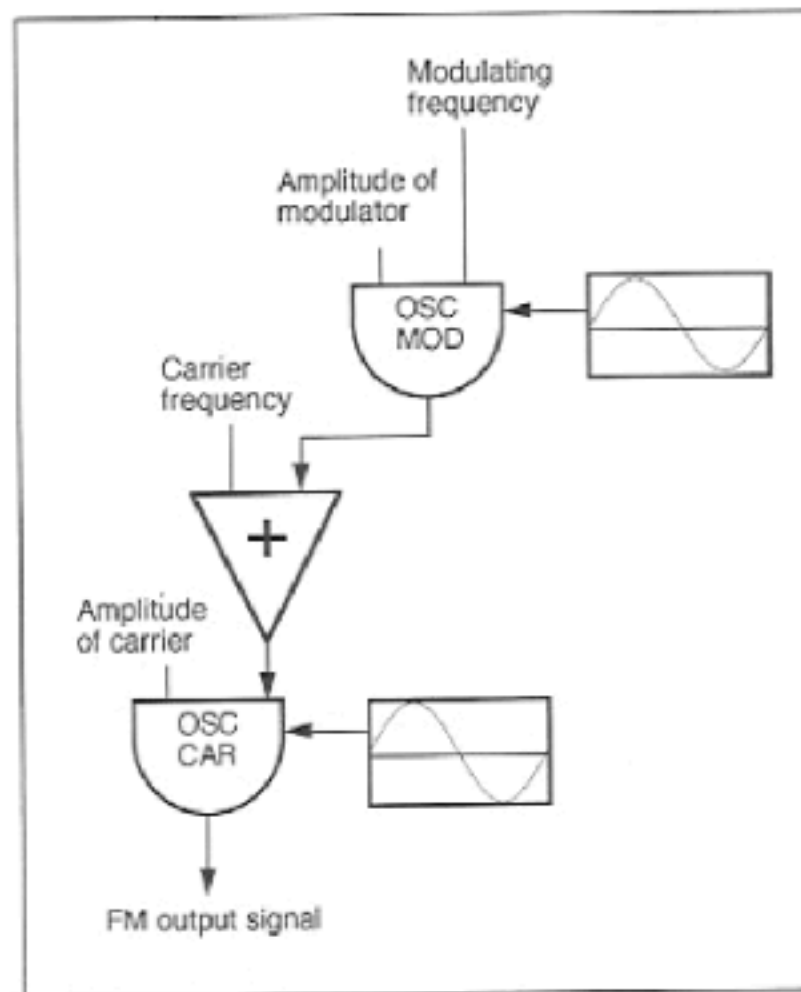 Modulating
frequency
Amplitude of
modulator
OSC
MOD
Carrier
frequency
+
Amplitude
of carrier
OSC
CAR
FM output signal